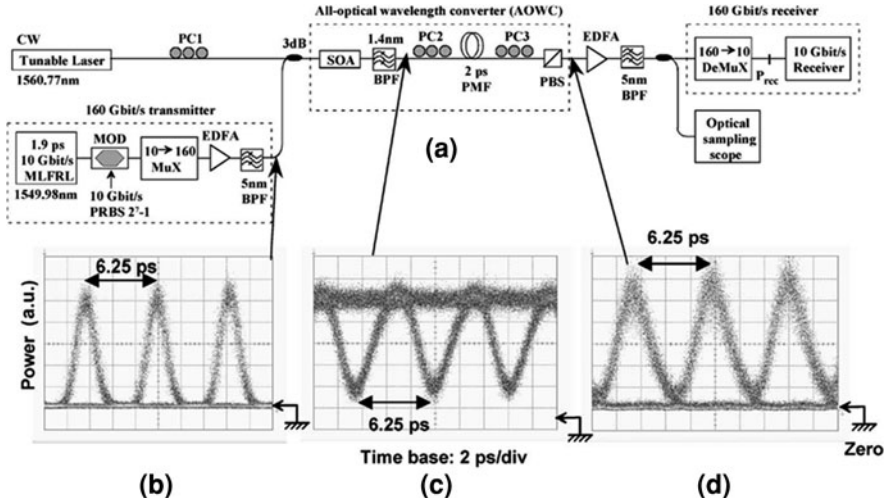 All-optical wavelength converter (AOWC)
160 Gbit/s receiver
CW
Tunable Laser
1560.77nm
PC1
3dB
SOA
1.4nm
BPF
PC2
2 ps
PMF
PC3
PBS
EDFA
5nm
BPF
160→10
DeMuX
P_rec
10 Gbit/s
Receiver
Optical
sampling
scope
160 Gbit/s transmitter
1.9 ps
10 Gbit/s
MLFRL
1549.98nm
MOD
10 Gbit/s
PRBS 2⁷-1
10→160
MuX
EDFA
5nm
BPF
(a)
6.25 ps
6.25 ps
6.25 ps
Power (a.u.)
Zero
Time base: 2 ps/div
(b)
(c)
(d)